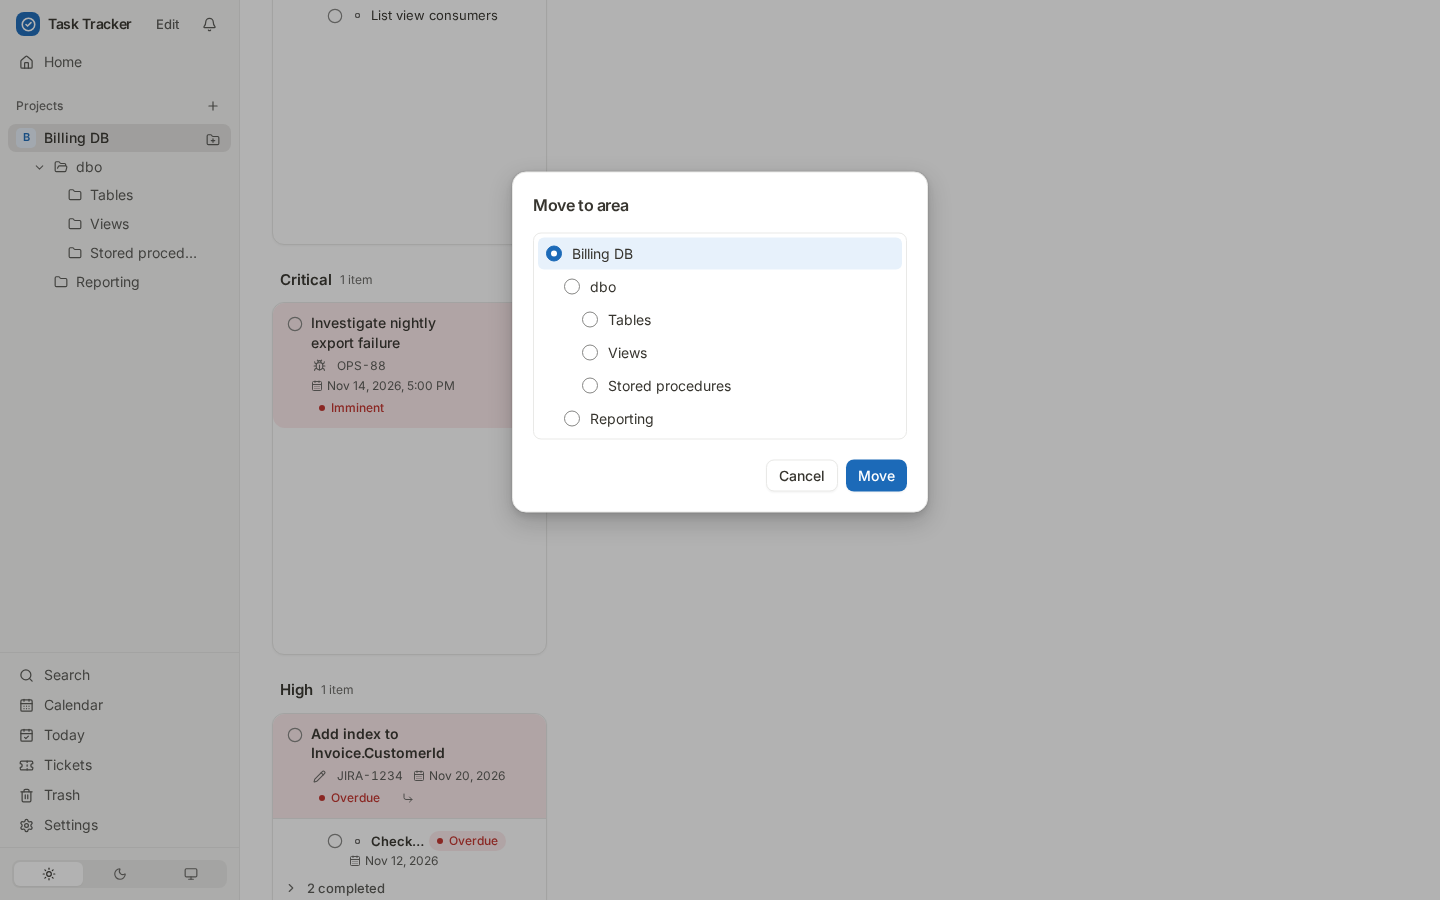 Task Tracker
Edit
Home
Projects
B
Billing DB
dbo
Tables
Views
Stored proced...
Reporting
Search
Calendar
Today
Tickets
Trash
Settings
List view consumers
Critical
1 item
Investigate nightly
export failure
OPS-88
Nov 14, 2026, 5:00 PM
Imminent
High
1 item
Add index to
Invoice.CustomerId
JIRA-1234
Nov 20, 2026
Overdue
Check...
Overdue
Nov 12, 2026
2 completed
Move to area
Billing DB
dbo
Tables
Views
Stored procedures
Reporting
Cancel
Move